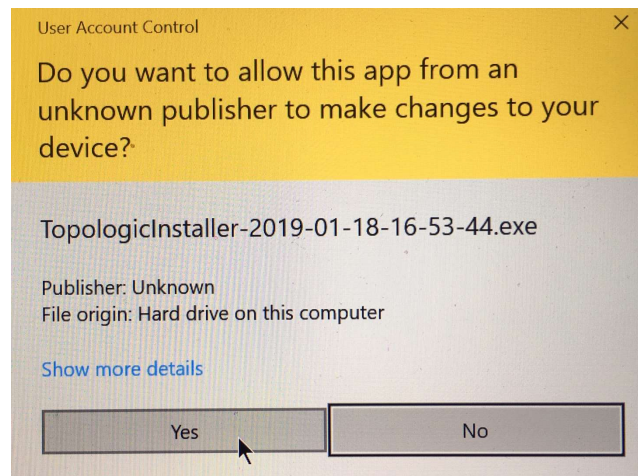 User Account Control
Do you want to allow this app from an
unknown publisher to make changes to your
device?
TopologicInstaller-2019-01-18-16-53-44.exe
Publisher: Unknown
File origin: Hard drive on this computer
Show more details
Yes
No